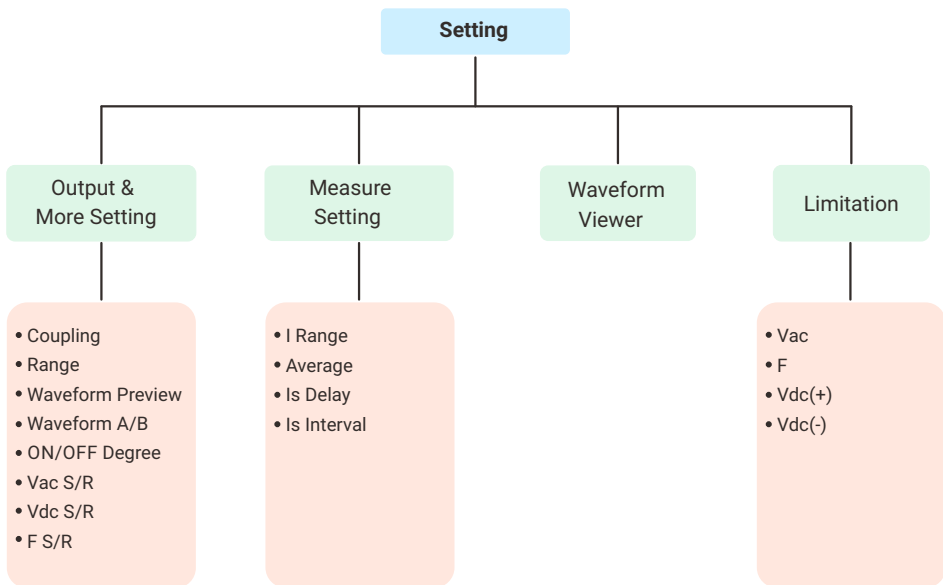 Setting
Output &
More Setting
Measure
Setting
Waveform
Viewer
Limitation
• Coupling
• Range
• Waveform Preview
• Waveform A/B
• ON/OFF Degree
• Vac S/R
• Vdc S/R
• F S/R
• I Range
• Average
• Is Delay
• Is Interval
• Vac
• F
• Vdc(+)
• Vdc(-)